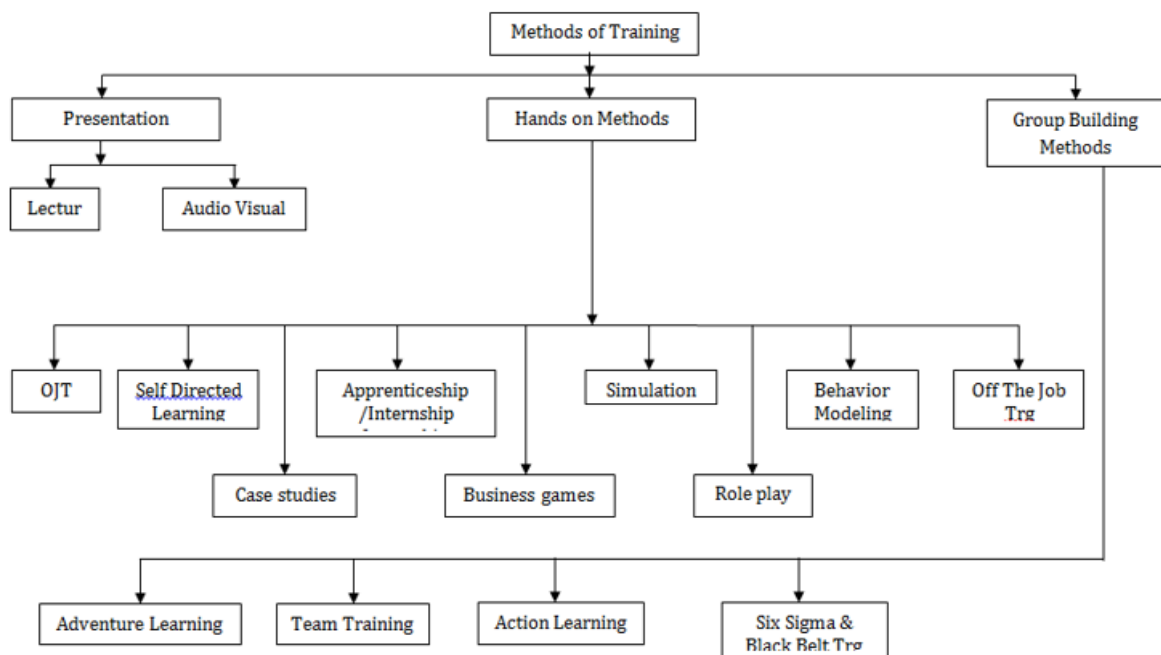 Methods of Training
Presentation
Hands on Methods
Group Building
Methods
Lectur
Audio Visual
OJT
Self Directed
Learning
Apprenticeship
/Internship
Simulation
Behavior
Modeling
Off The Job
Trg
Case studies
Business games
Role play
Adventure Learning
Team Training
Action Learning
Six Sigma &
Black Belt Trg